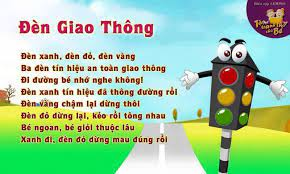 Đèn Giao Thông
Đèn xanh, đèn đỏ, đèn vàng
Ba đèn tín hiệu an toàn giao thông
Đi đường bé nhớ nghe không!
Đèn xanh tín hiệu đã thông đường rồi
Đèn vàng chậm lại dừng thôi
Đèn đỏ dừng lại, kẻo rồi tông nhau
Bé ngoan, bé giỏi thuộc làu
Xanh đi, đèn đỏ dừng mau đúng rồi